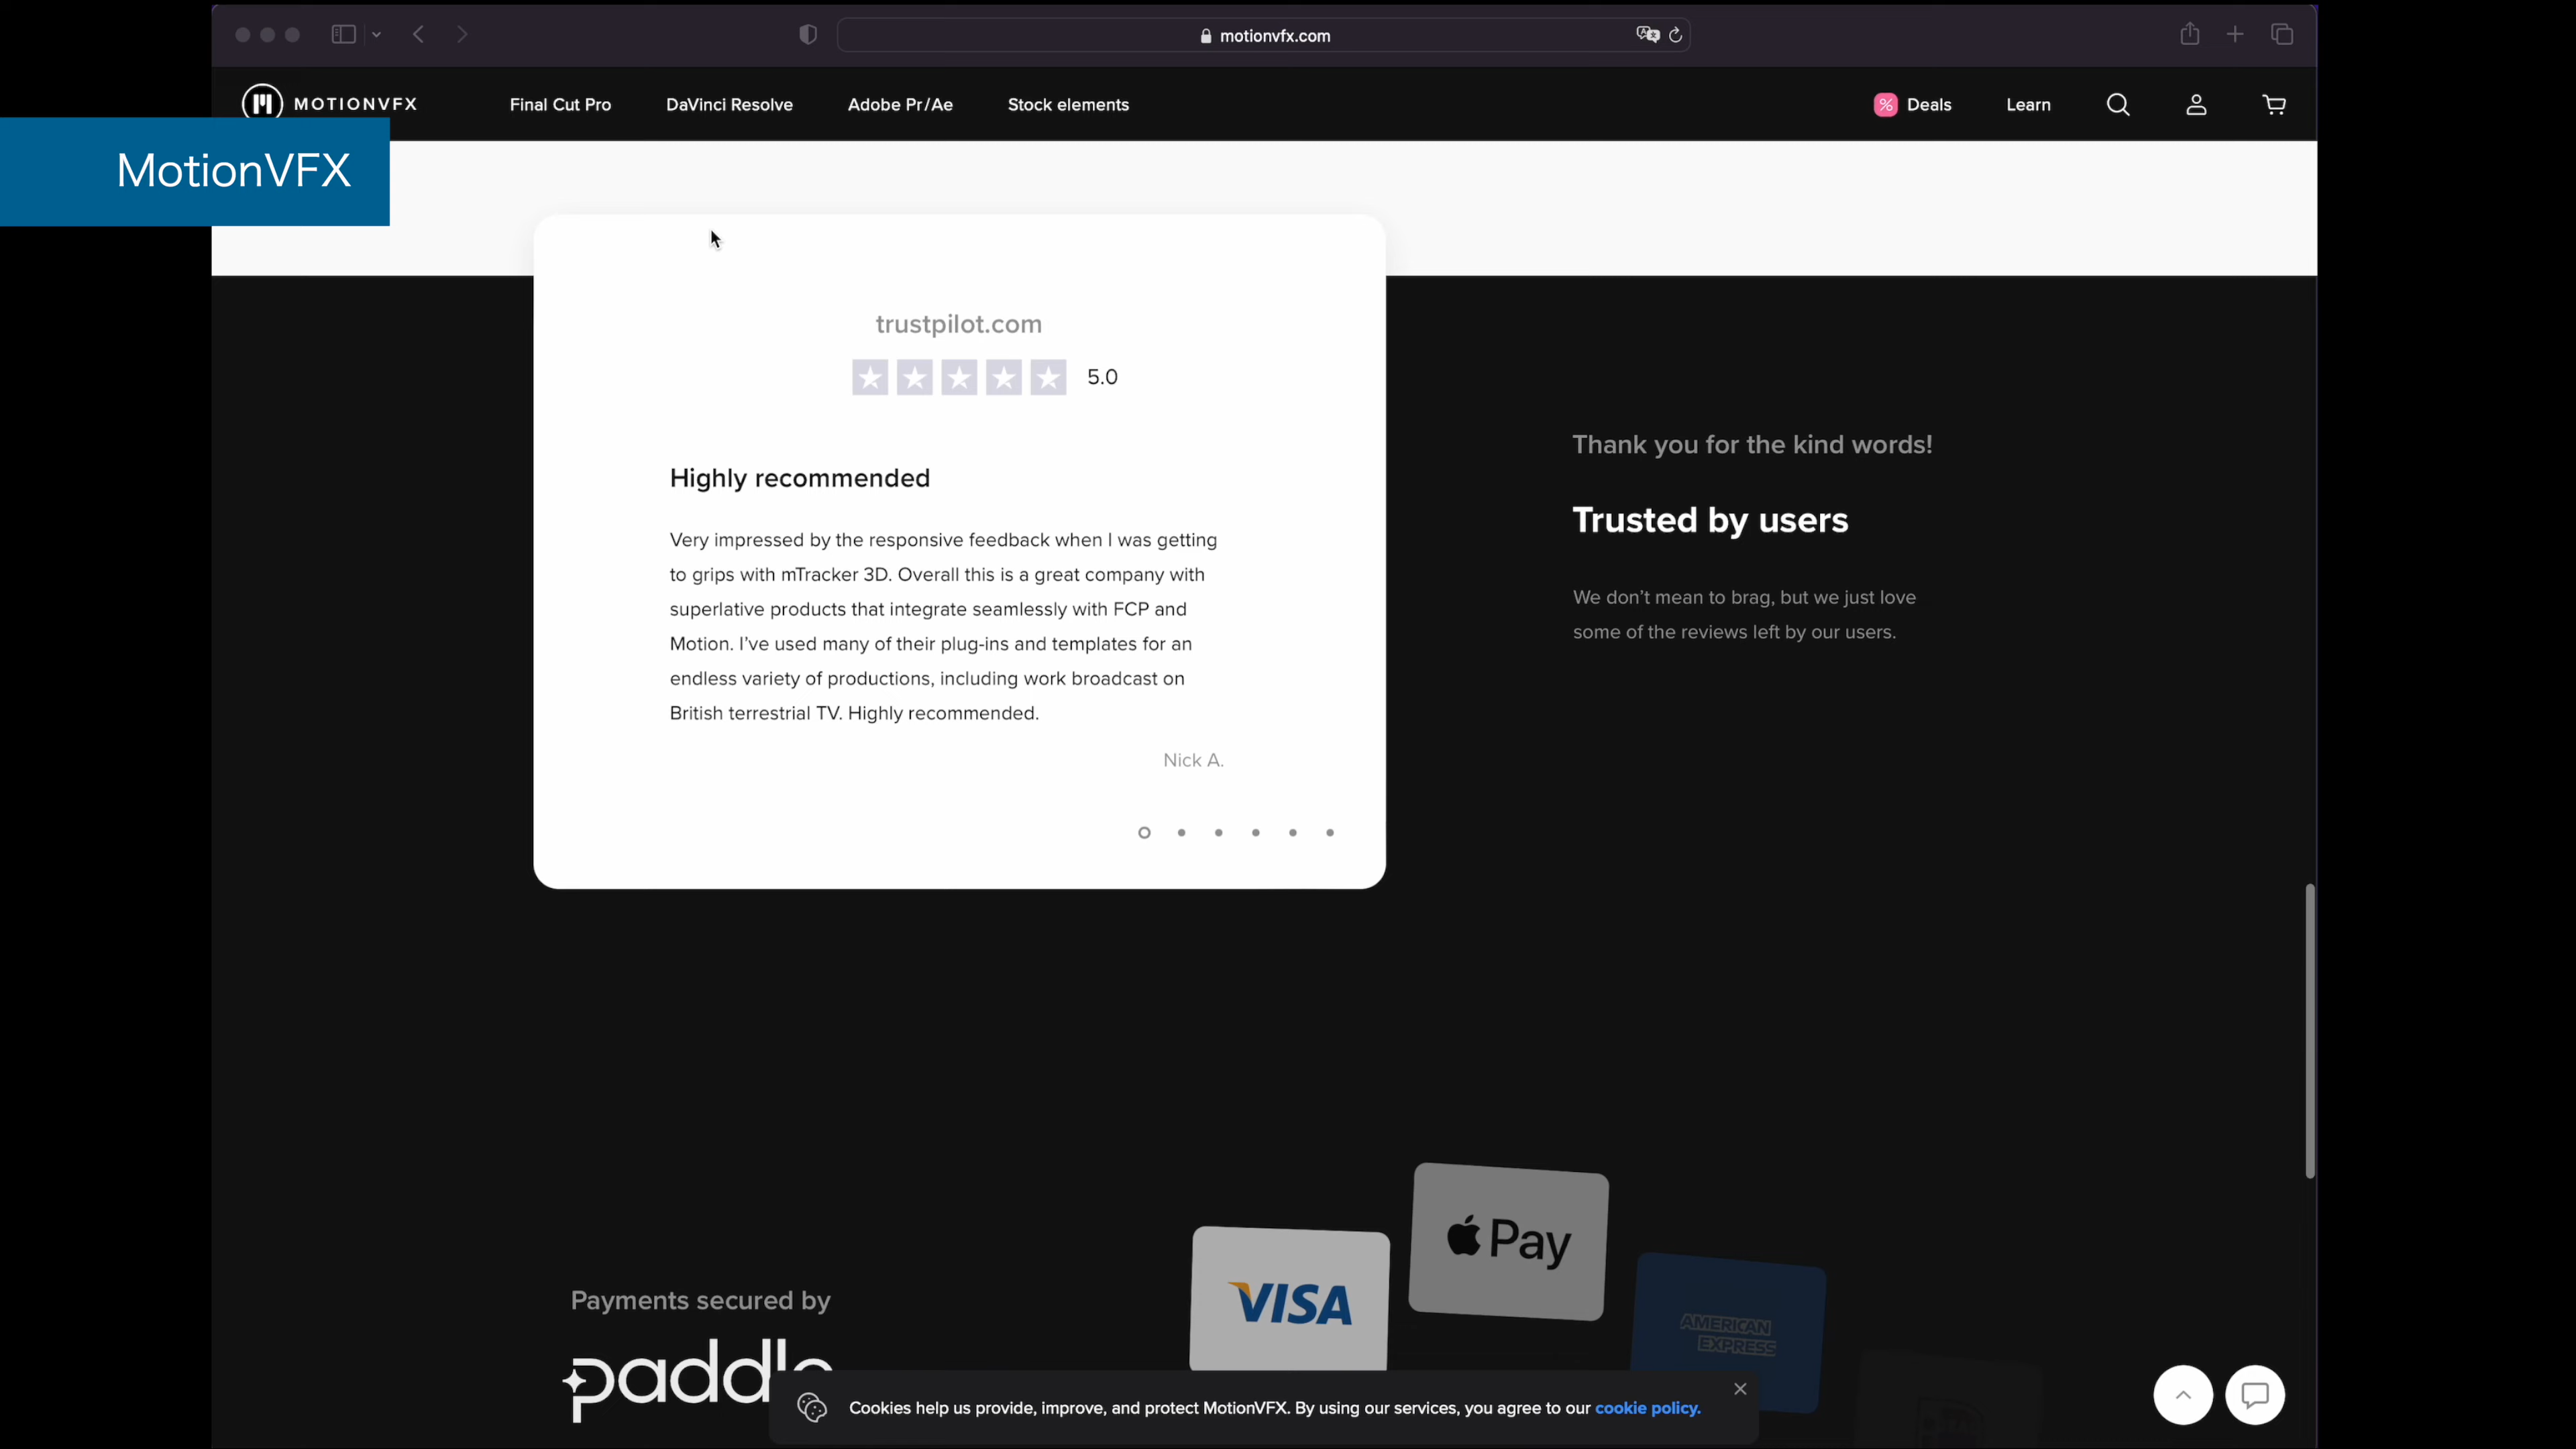 motionvfx.com
MOTIONVFX
Final Cut Pro
DaVinci Resolve
Adobe Pr/Ae
Stock elements
% Deals
Learn
MotionVFX
trustpilot.com
5.0
Highly recommended
Very impressed by the responsive feedback when I was getting
to grips with mTracker 3D. Overall this is a great company with
superlative products that integrate seamlessly with FCP and
Motion. I've used many of their plug-ins and templates for an
endless variety of productions, including work broadcast on
British terrestrial TV. Highly recommended.
Nick A.
Thank you for the kind words!
Trusted by users
We don't mean to brag, but we just love
some of the reviews left by our users.
Payments secured by
paddle
VISA
Pay
AMERICAN
EXPRESS
Cookies help us provide, improve, and protect MotionVFX. By using our services, you agree to our cookie policy.